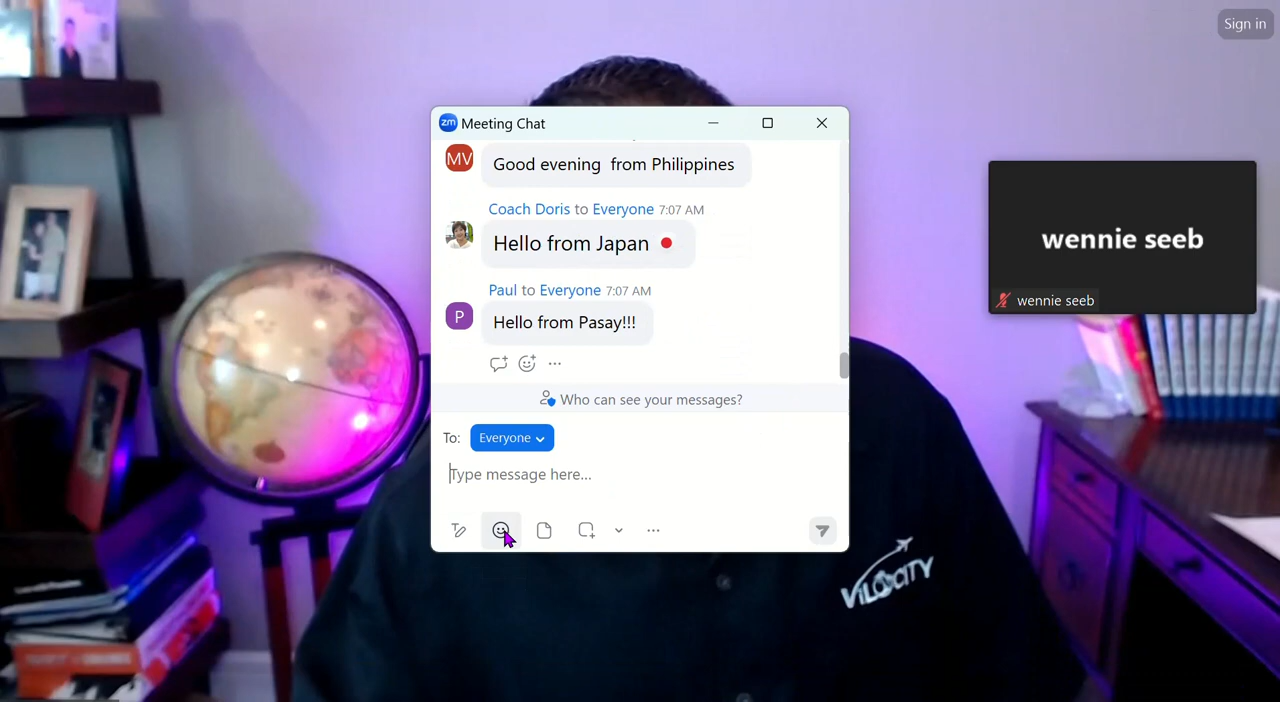 Sign in
zm Meeting Chat
MV
Good evening from Philippines
Coach Doris to Everyone 7:07 AM
Hello from Japan
Paul to Everyone 7:07 AM
P
Hello from Pasay!!!
Who can see your messages?
To: Everyone
Type message here...
wennie seeb
wennie seeb
ViLOCITY